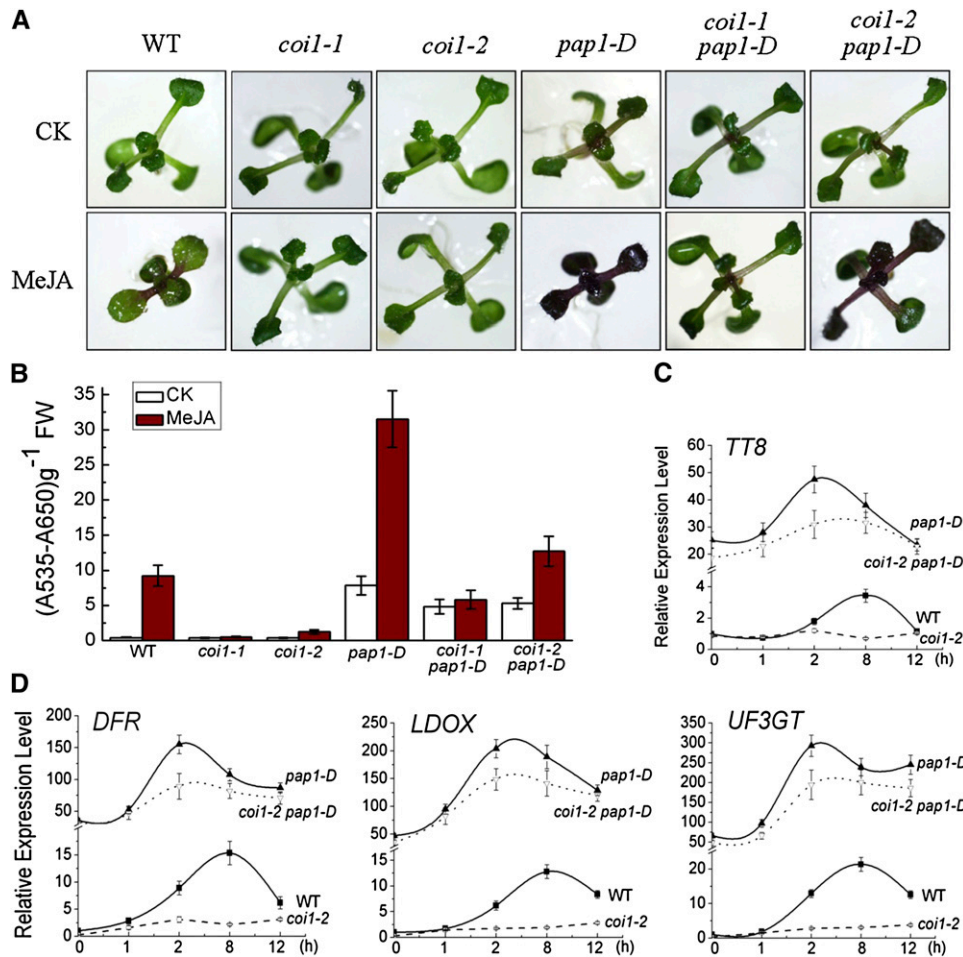 A
WT coi1-1 coi1-2 pap1-D coi1-1 pap1-D coi1-2 pap1-D
CK
MeJA
B
(A535-A650)g-1 FW
35
30
25
20
15
10
5
0
CK
MeJA
WT coi1-1 coi1-2 pap1-D coi1-1 pap1-D coi1-2 pap1-D
C
TT8
Relative Expression Level
60
50
40
30
20
4
2
0
pap1-D
coi1-2 pap1-D
WT
coi1-2
0 1 2 8 12 (h)
D
DFR
Relative Expression Level
200
150
100
50
15
10
5
0
pap1-D
coi1-2 pap1-D
WT
coi1-2
0 1 2 8 12 (h)
LDOX
250
200
150
100
50
15
10
5
0
pap1-D
coi1-2 pap1-D
WT
coi1-2
0 1 2 8 12 (h)
UF3GT
350
300
250
200
150
100
50
20
10
0
pap1-D
coi1-2 pap1-D
WT
coi1-2
0 1 2 8 12 (h)